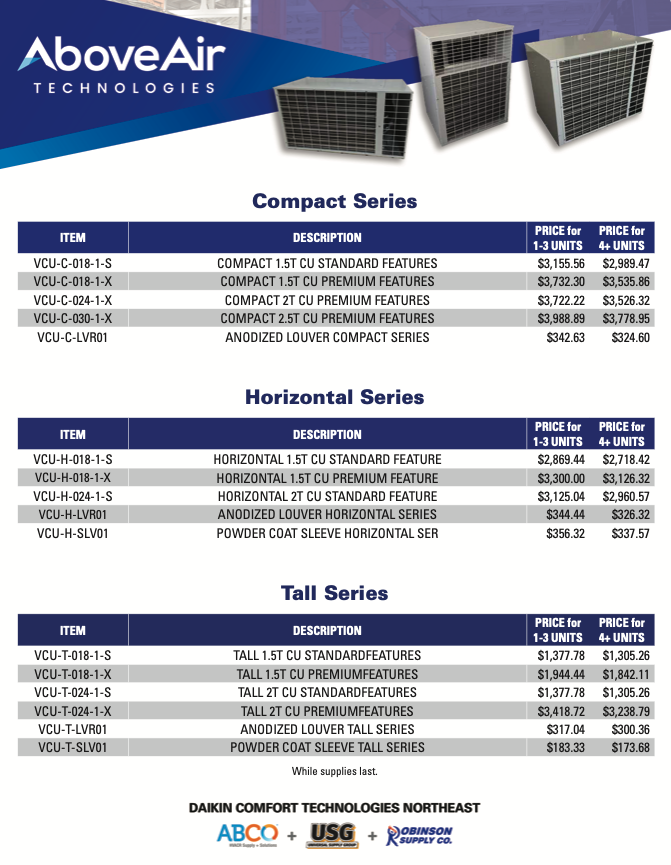 AboveAir
TECHNOLOGIES
Compact Series
ITEM DESCRIPTION PRICE for 1-3 UNITS PRICE for 4+ UNITS
VCU-C-018-1-S COMPACT 1.5T CU STANDARD FEATURES $3,155.56 $2,989.47
VCU-C-018-1-X COMPACT 1.5T CU PREMIUM FEATURES $3,732.30 $3,535.86
VCU-C-024-1-X COMPACT 2T CU PREMIUM FEATURES $3,722.22 $3,526.32
VCU-C-030-1-X COMPACT 2.5T CU PREMIUM FEATURES $3,988.89 $3,778.95
VCU-C-LVR01 ANODIZED LOUVER COMPACT SERIES $342.63 $324.60
Horizontal Series
ITEM DESCRIPTION PRICE for 1-3 UNITS PRICE for 4+ UNITS
VCU-H-018-1-S HORIZONTAL 1.5T CU STANDARD FEATURE $2,869.44 $2,718.42
VCU-H-018-1-X HORIZONTAL 1.5T CU PREMIUM FEATURE $3,300.00 $3,126.32
VCU-H-024-1-S HORIZONTAL 2T CU STANDARD FEATURE $3,125.04 $2,960.57
VCU-H-LVR01 ANODIZED LOUVER HORIZONTAL SERIES $344.44 $326.32
VCU-H-SLV01 POWDER COAT SLEEVE HORIZONTAL SER $356.32 $337.57
Tall Series
ITEM DESCRIPTION PRICE for 1-3 UNITS PRICE for 4+ UNITS
VCU-T-018-1-S TALL 1.5T CU STANDARDFEATURES $1,377.78 $1,305.26
VCU-T-018-1-X TALL 1.5T CU PREMIUMFEATURES $1,944.44 $1,842.11
VCU-T-024-1-S TALL 2T CU STANDARDFEATURES $1,377.78 $1,305.26
VCU-T-024-1-X TALL 2T CU PREMIUMFEATURES $3,418.72 $3,238.79
VCU-T-LVR01 ANODIZED LOUVER TALL SERIES $317.04 $300.36
VCU-T-SLV01 POWDER COAT SLEEVE TALL SERIES $183.33 $173.68
While supplies last.
DAIKIN COMFORT TECHNOLOGIES NORTHEAST
ABCO + USG + ROBINSON SUPPLY CO.
HVACR Supply + Solutions UNIVERSAL SUPPLY GROUP